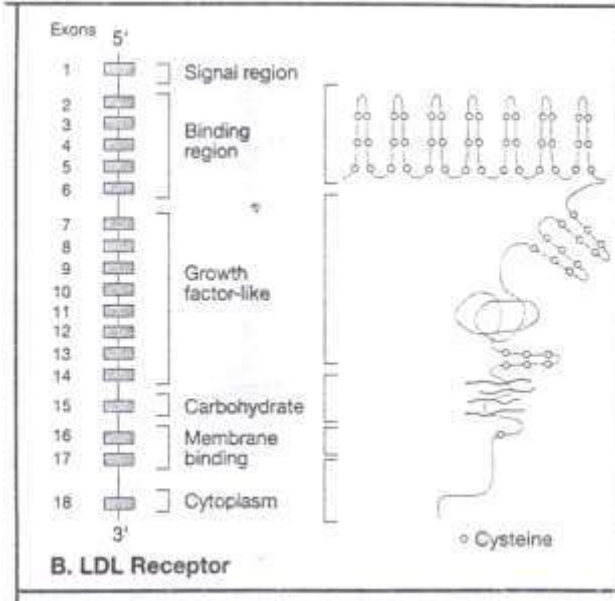 Exons
5'
1 Signal region
2
3
Binding
4
region
5
6
7
8
9
Growth
10
factor-like
11
12
13
14
15 Carbohydrate
16 Membrane
17 binding
18 Cytoplasm
3'
Cysteine
B. LDL Receptor